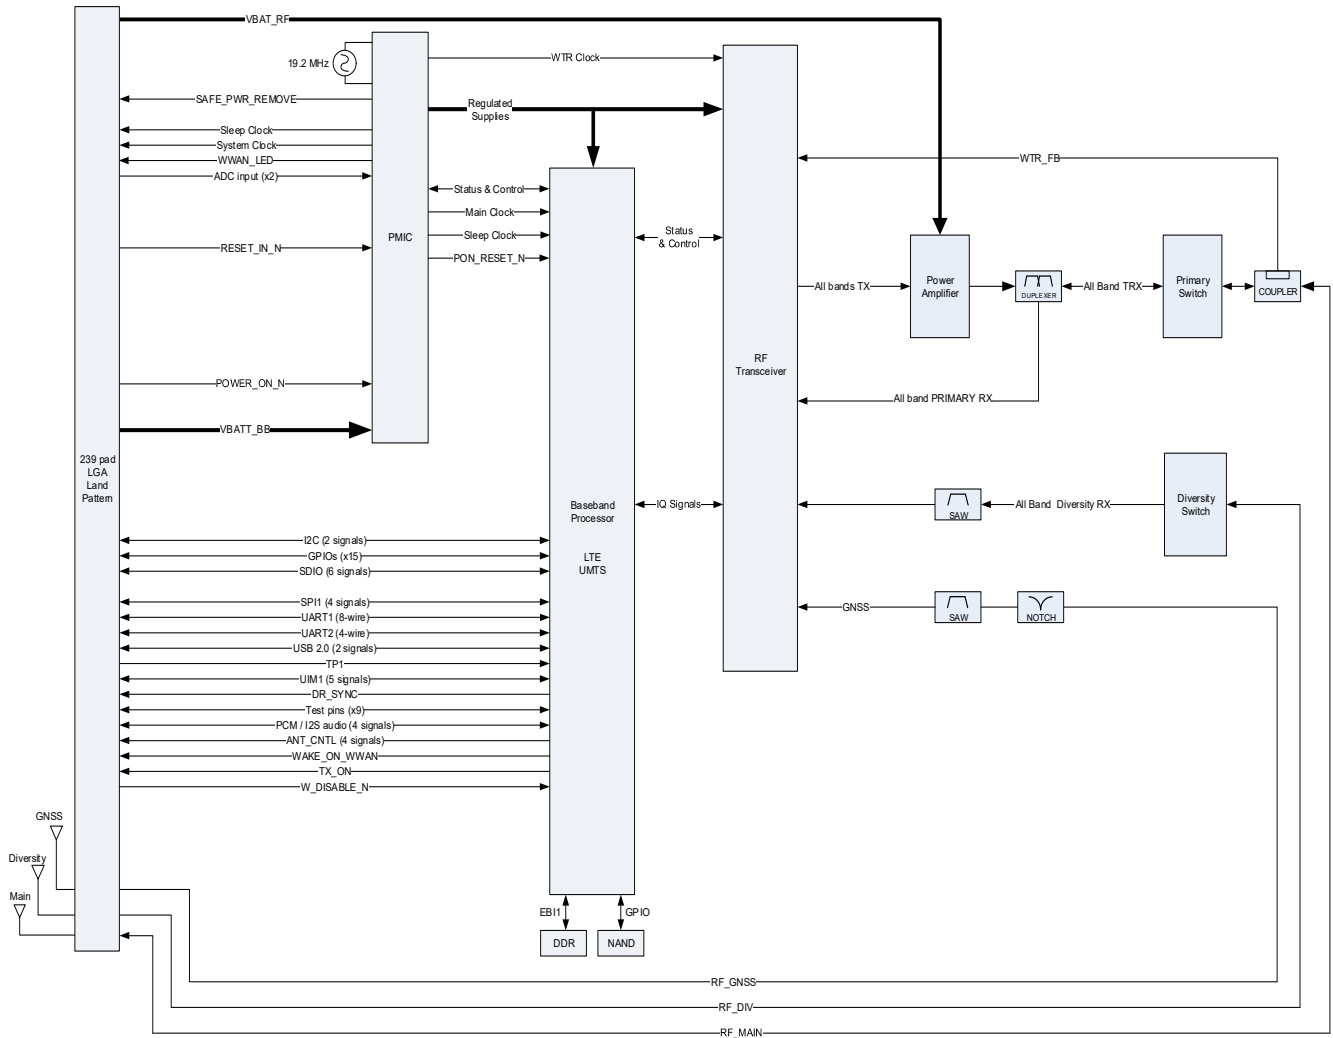 VBAT_RF
19.2 MHz
WTR Clock
SAFE_PWR_REMOVE
Regulated
Supplies
Sleep Clock
System Clock
WWAN_LED
ADC input (x2)
WTR_FB
Status & Control
Main Clock
Sleep Clock
PON_RESET_N
PMIC
RESET_IN_N
Status
& Control
All bands TX
Power
Amplifier
DUPLEXER
All Band TRX
Primary
Switch
COUPLER
RF
Transceiver
POWER_ON_N
All band PRIMARY RX
VBATT_BB
239 pad
LGA
Land
Pattern
Baseband
Processor
LTE
UMTS
IQ Signals
SAW
All Band  Diversity RX
Diversity
Switch
I2C (2 signals)
GPIOs (x15)
SDIO (6 signals)
SPI1 (4 signals)
UART1 (8-wire)
UART2 (4-wire)
USB 2.0 (2 signals)
TP1
UIM1 (5 signals)
DR_SYNC
Test pins (x9)
PCM / I2S audio (4 signals)
ANT_CNTL (4 signals)
WAKE_ON_WWAN
TX_ON
W_DISABLE_N
GNSS
SAW
NOTCH
GNSS
Diversity
Main
EBI1
GPIO
DDR
NAND
RF_GNSS
RF_DIV
RF_MAIN